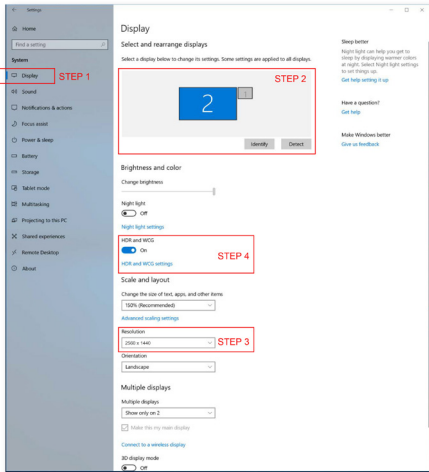 Settings
Home
Find a setting
System
Display
STEP 1
Sound
Notifications & actions
Focus assist
Power & sleep
Battery
Storage
Tablet mode
Multitasking
Projecting to this PC
Shared experiences
Remote Desktop
About
Display
Select and rearrange displays
Select a display below to change its settings. Some settings are applied to all displays.
STEP 2
2
1
Identify
Detect
Brightness and color
Change brightness
Night light
Off
Night light settings
HDR and WCG
On
HDR and WCG settings
STEP 4
Scale and layout
Change the size of text, apps, and other items
150% (Recommended)
Advanced scaling settings
Resolution
2560 x 1440
STEP 3
Orientation
Landscape
Multiple displays
Multiple displays
Show only on 2
Make this my main display
Connect to a wireless display
3D display mode
Off
Sleep better
Night light can help you get to
sleep by displaying warmer colors
at night. Select Night light settings
to set things up.
Get help setting it up
Have a question?
Get help
Make Windows better
Give us feedback